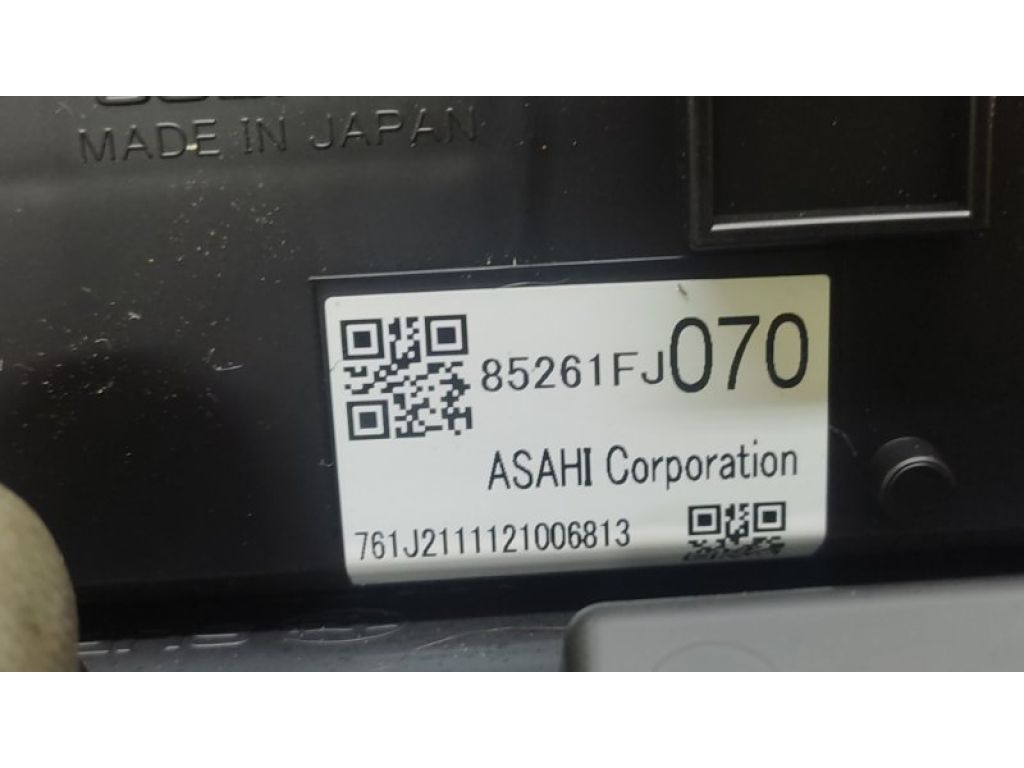 MADE IN JAPAN
85261FJ070
ASAHI Corporation
761J2111121006813